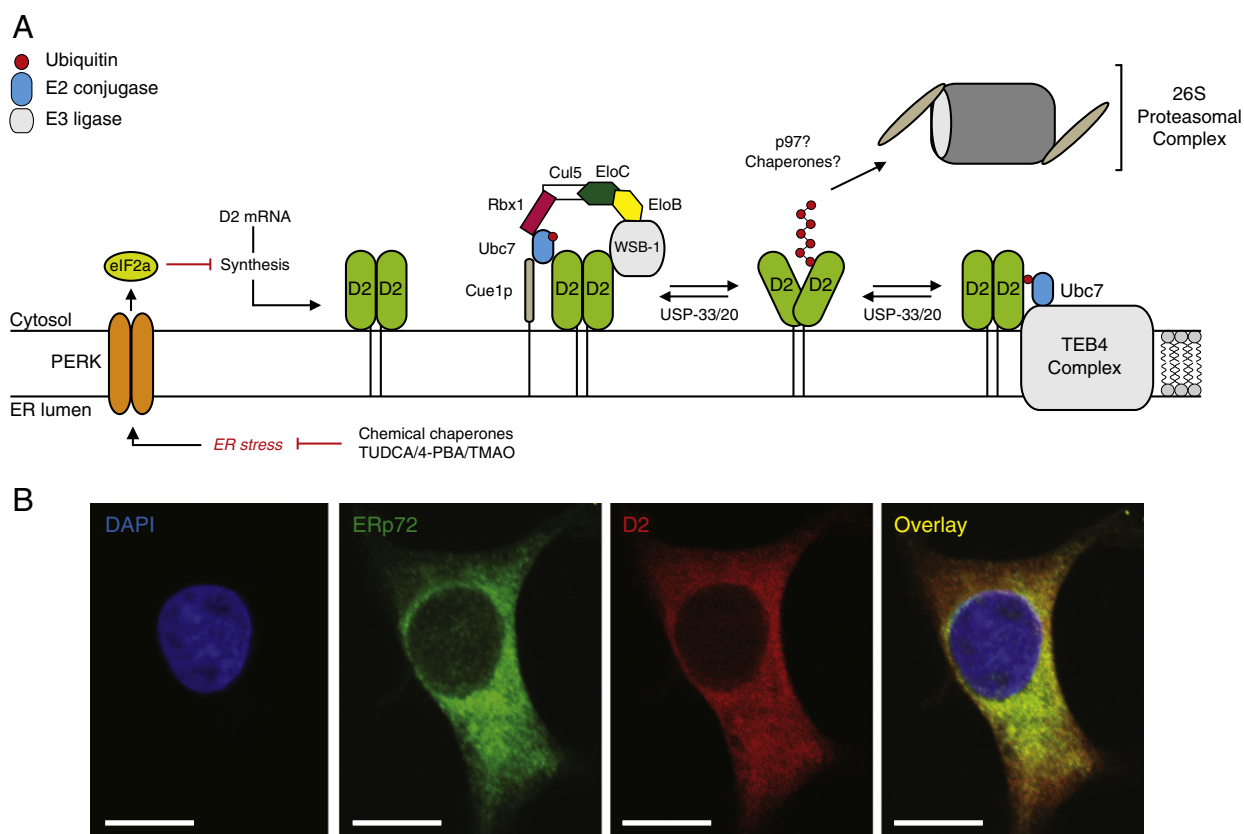 A
Ubiquitin
E2 conjugase
E3 ligase
D2 mRNA
Synthesis
eIF2a
Cytosol
PERK
ER lumen
ER stress
Chemical chaperones
TUDCA/4-PBA/TMAO
D2 D2
Cul5
EloC
Rbx1
EloB
Ubc7
WSB-1
Cue1p
D2 D2
USP-33/20
p97?
Chaperones?
D2 D2
USP-33/20
26S
Proteasomal
Complex
D2 D2
Ubc7
TEB4
Complex
B
DAPI
ERp72
D2
Overlay